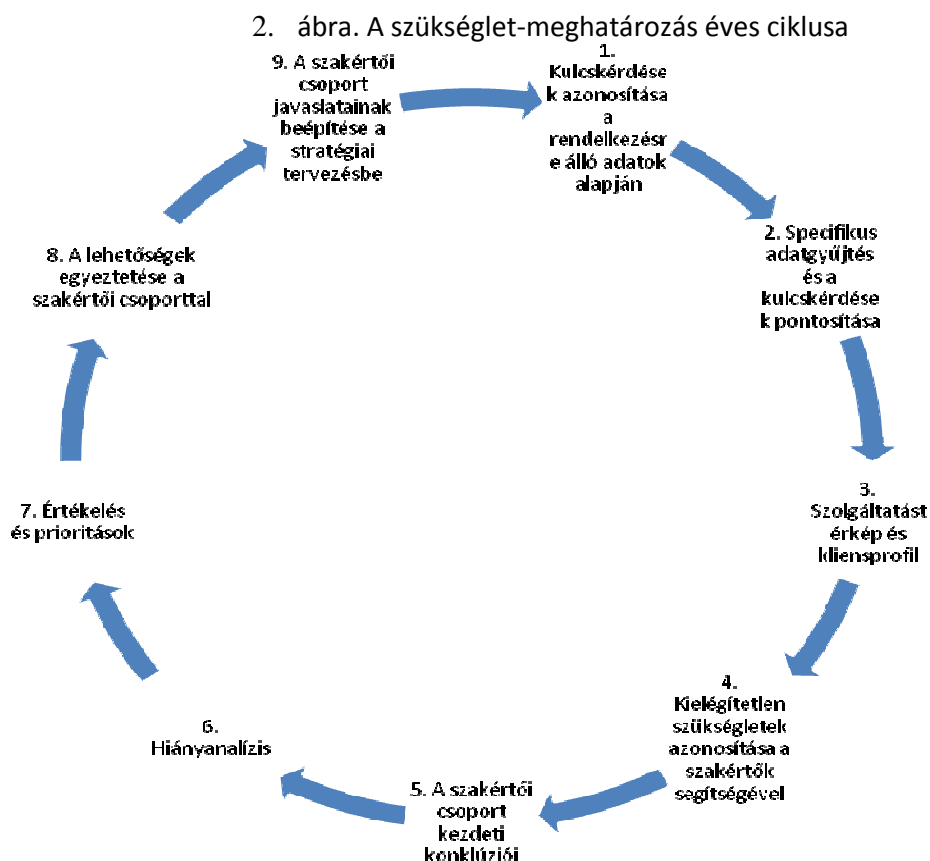 2. ábra. A szükséglet-meghatározás éves ciklusa
1.
Kulcskérdése
k azonosítása
a
rendelkezésr
e álló adatok
alapján
2. Specifikus
adatgyűjtés
és a
kulcskérdése
k pontosítása
3.
Szolgáltatást
érkép és
kliensprofil
4.
Kielégítetlen
szükségletek
azonosítása a
szakértők
segítségével
5. A szakértői
csoport
kezdeti
konklúziói
6.
Hiányanalízis
7. Értékelés
és prioritások
8. A lehetőségek
egyeztetése a
szakértői csoporttal
9. A szakértői
csoport
javaslatainak
beépítése a
stratégiai
tervezésbe